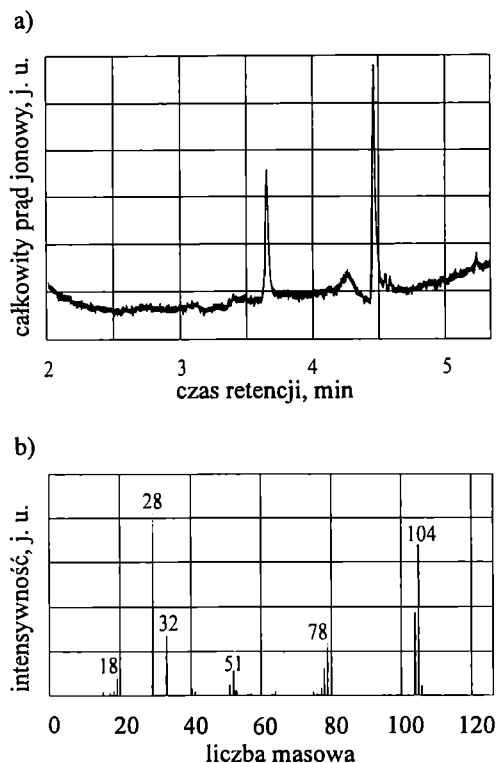 a)
całkowity prąd jonowy, j. u.
2 3 4 5
czas retencji, min
b)
intensywność, j. u.
28
104
32
78
18
51
0 20 40 60 80 100 120
liczba masowa